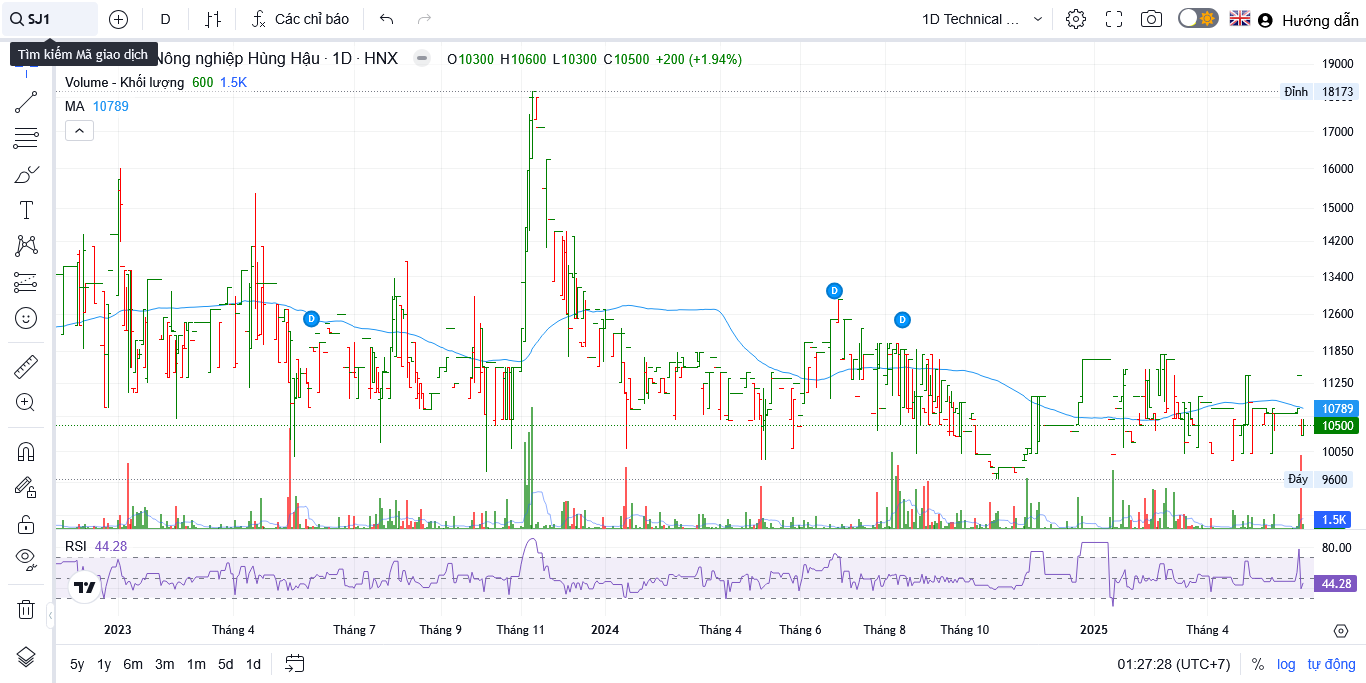 SJ1 D Các chỉ báo 1D Technical ... Hướng dẫn
Tìm kiếm Mã giao dịch
Nông nghiệp Hùng Hậu · 1D · HNX O10300 H10600 L10300 C10500 +200 (+1.94%)
Volume - Khối lượng 600 1.5K
MA 10789
19000
Đỉnh 18173
17000
16000
15000
14200
13400
12600
11850
11250
10789
10500
10050
Đáy 9600
1.5K
D
D
D
RSI 44.28
80.00
44.28
2023 Tháng 4 Tháng 7 Tháng 9 Tháng 11 2024 Tháng 4 Tháng 6 Tháng 8 Tháng 10 2025 Tháng 4
5y 1y 6m 3m 1m 5d 1d 01:27:28 (UTC+7) % log tự động